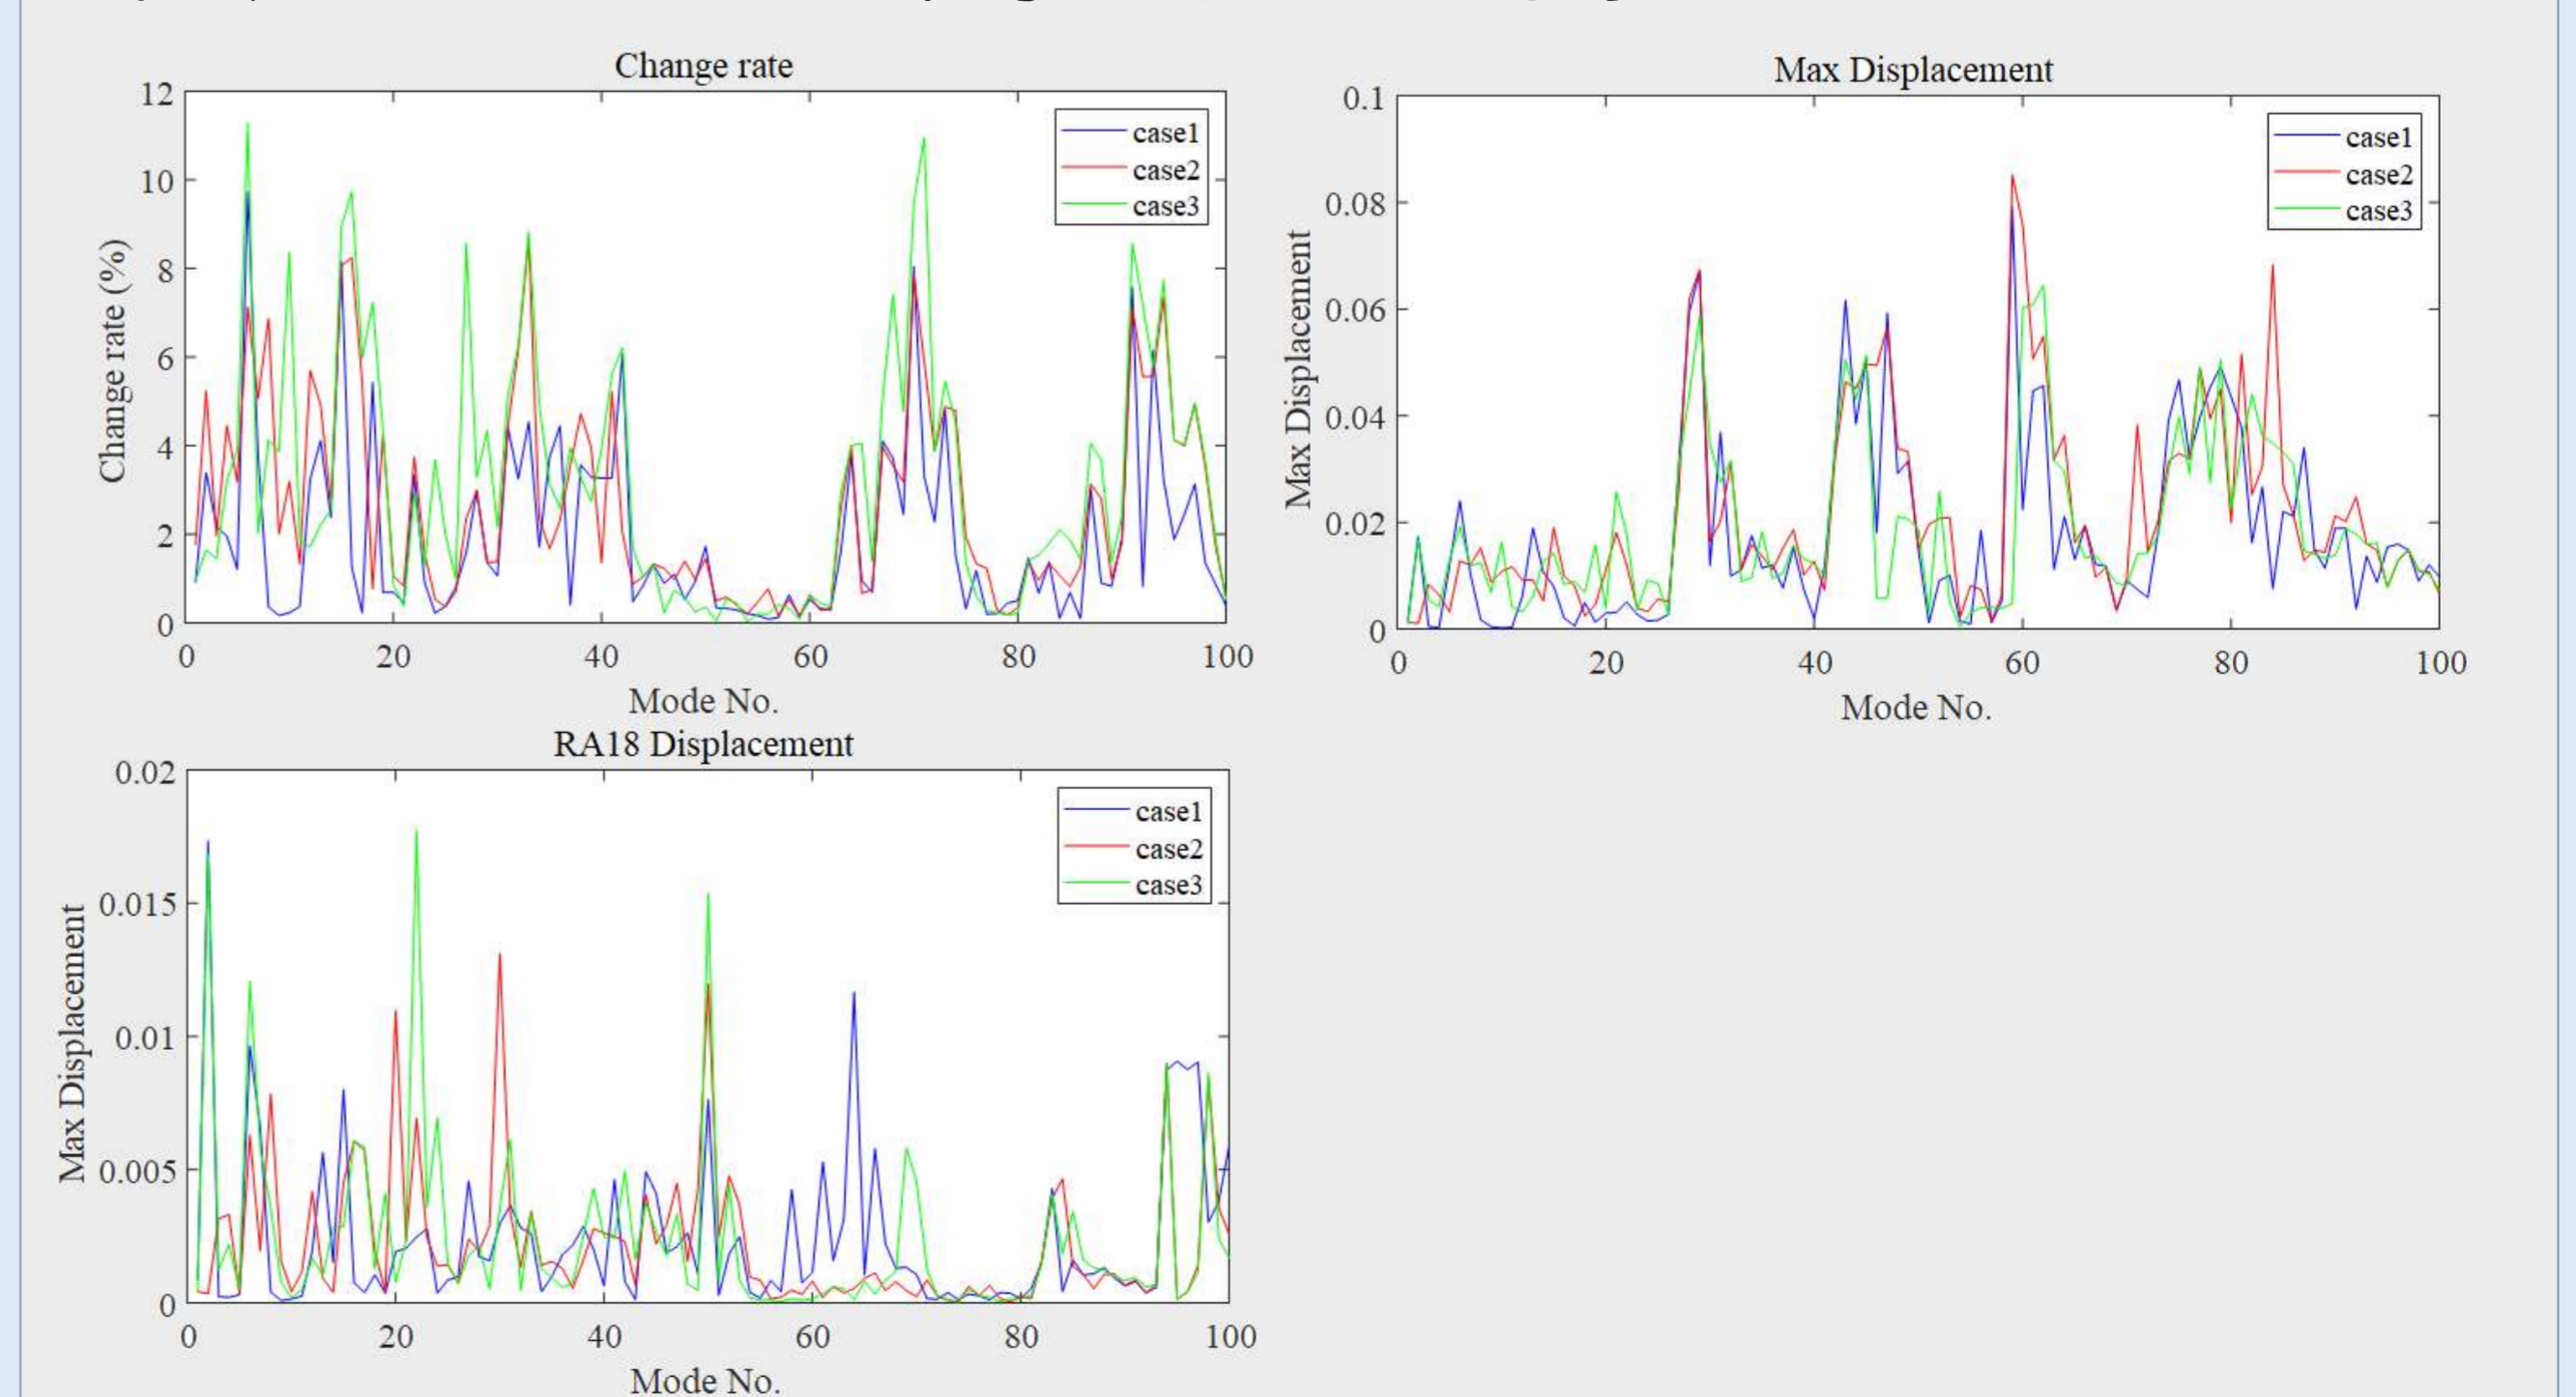 Change rate
12
10
8
6
4
2
0
Change rate (%)
case1
case2
case3
0 20 40 60 80 100
Mode No.
Max Displacement
0.1
0.08
0.06
0.04
0.02
0
Max Displacement
case1
case2
case3
0 20 40 60 80 100
Mode No.
RA18 Displacement
0.02
0.015
0.01
0.005
0
Max Displacement
case1
case2
case3
0 20 40 60 80 100
Mode No.